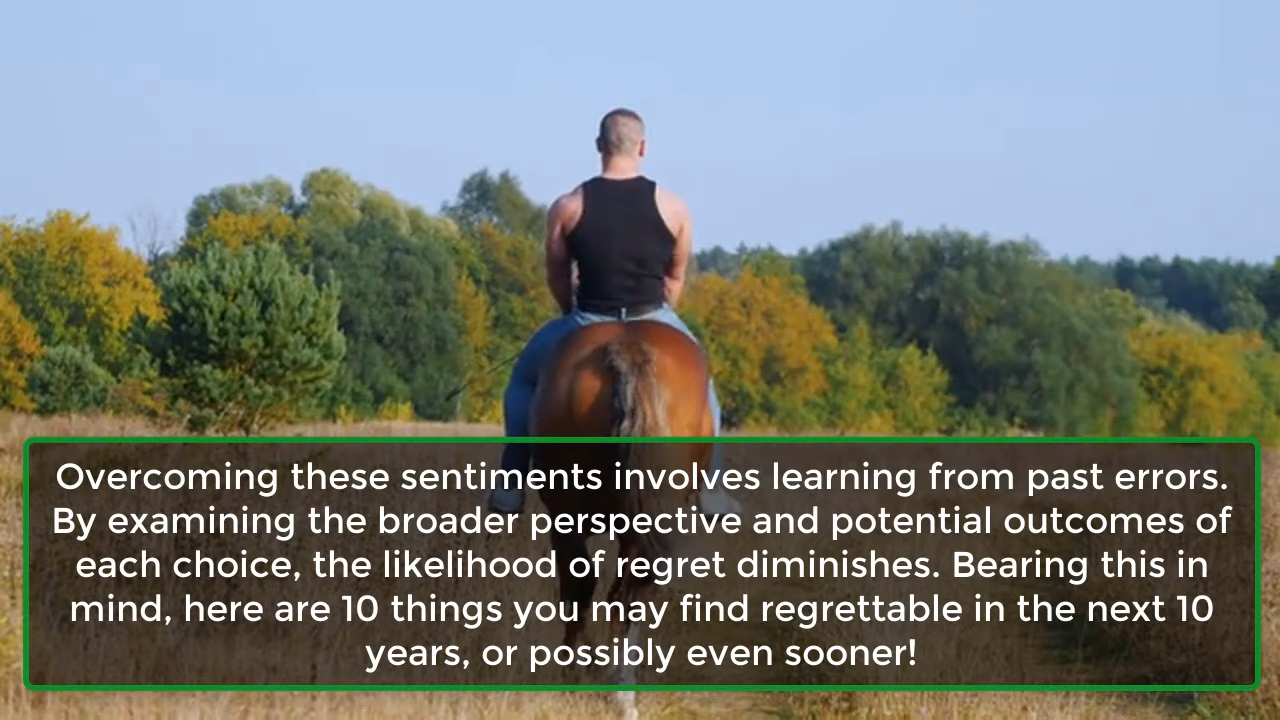 Overcoming these sentiments involves learning from past errors.
By examining the broader perspective and potential outcomes of
each choice, the likelihood of regret diminishes. Bearing this in
mind, here are 10 things you may find regrettable in the next 10
years, or possibly even sooner!